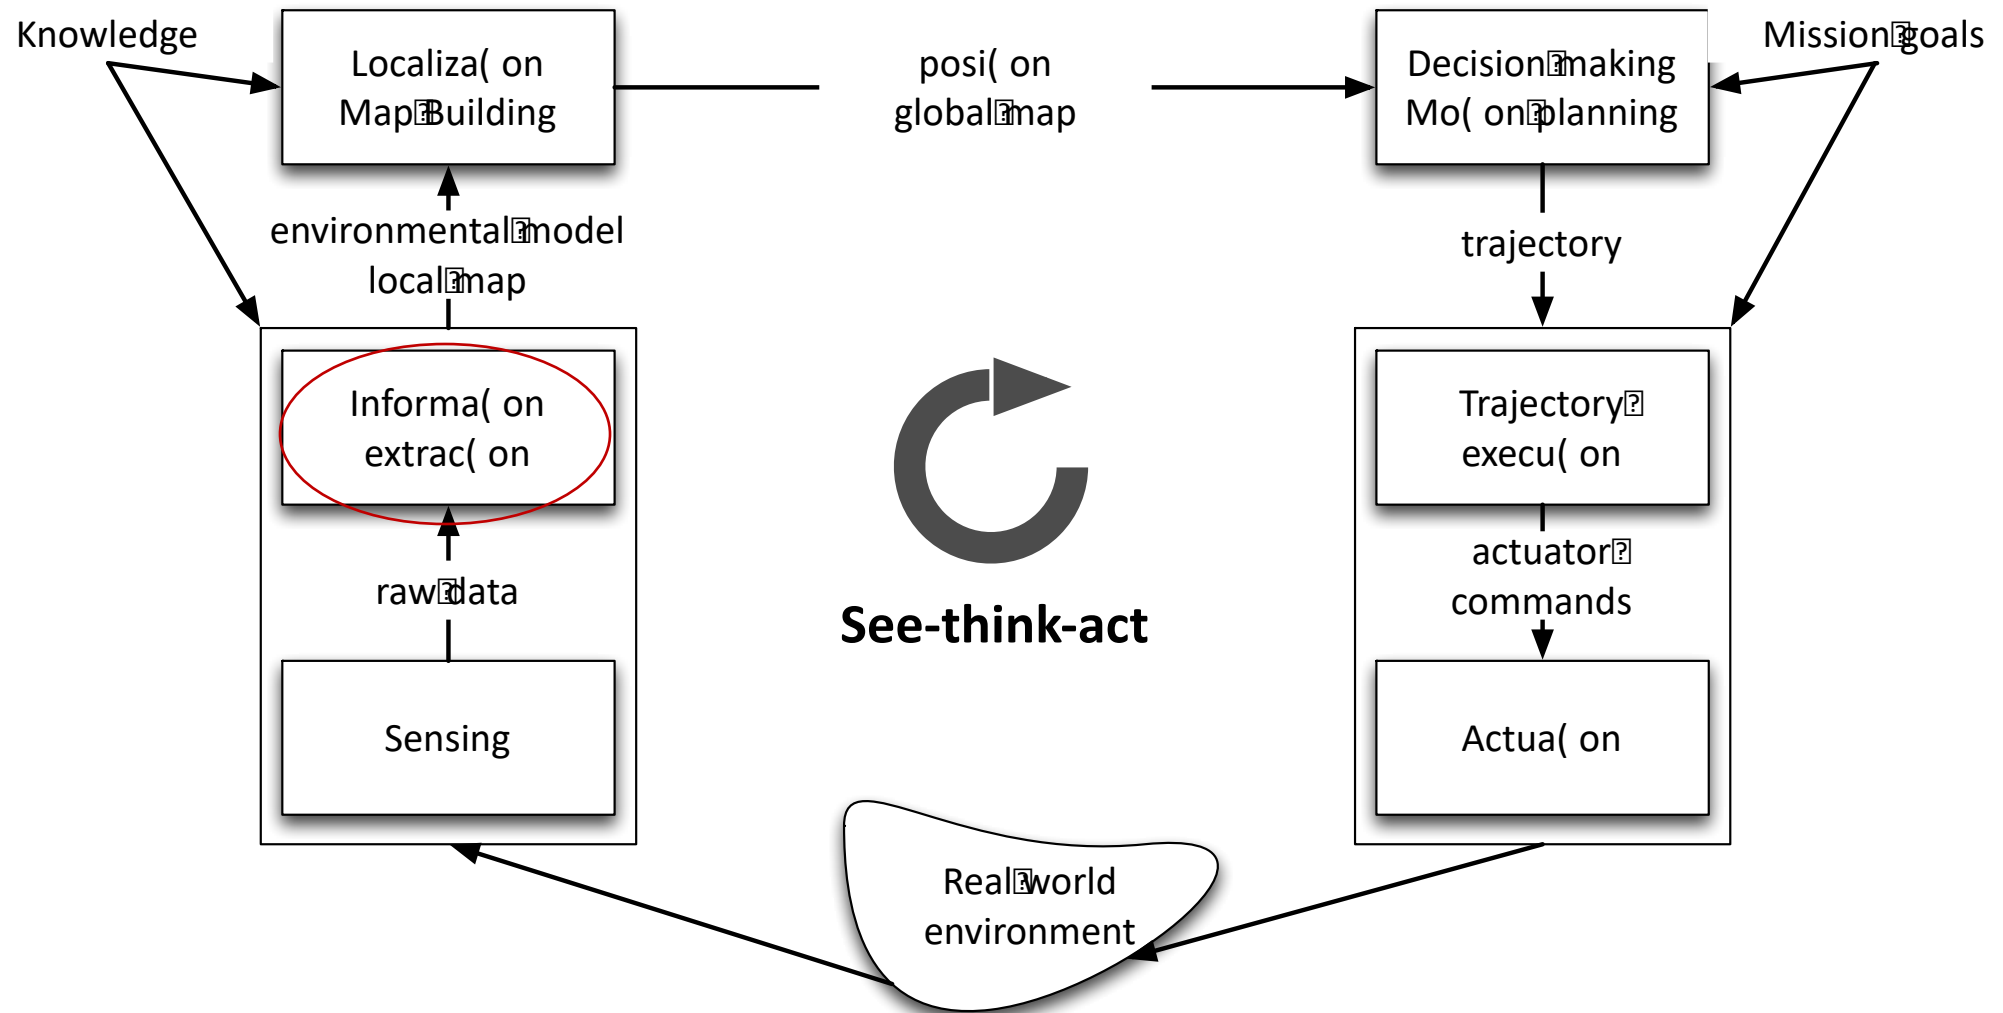 Knowledge
Localiza( on
Map⍰Building
posi( on
global⍰map
Decision⍰making
Mo( on⍰planning
Mission⍰goals
environmental⍰model
local⍰map
trajectory
Informa( on
extrac( on
Trajectory⍰
execu( on
raw⍰data
actuator⍰
commands
See-think-act
Sensing
Actua( on
Real⍰world
environment